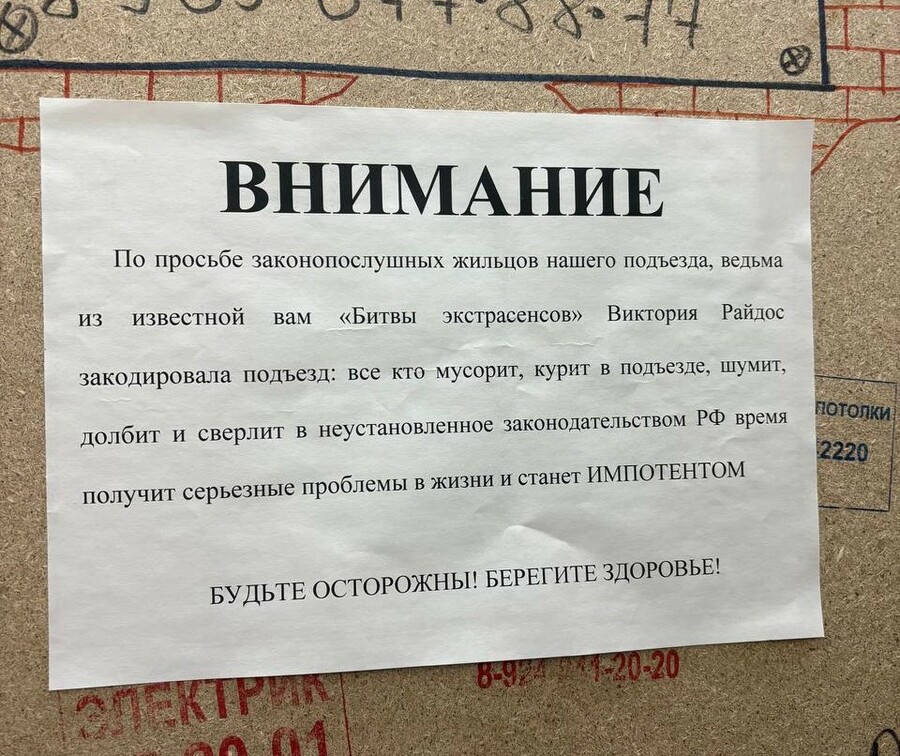 ВНИМАНИЕ
По просьбе законопослушных жильцов нашего подъезда, ведьма
из известной вам «Битвы экстрасенсов» Виктория Райдос
закодировала подъезд: все кто мусорит, курит в подъезде, шумит,
долбит и сверлит в неустановленное законодательством РФ время
получит серьезные проблемы в жизни и станет ИМПОТЕНТОМ
БУДЬТЕ ОСТОРОЖНЫ! БЕРЕГИТЕ ЗДОРОВЬЕ!
ПОТОЛКИ
2220
ЭЛЕКТРИК